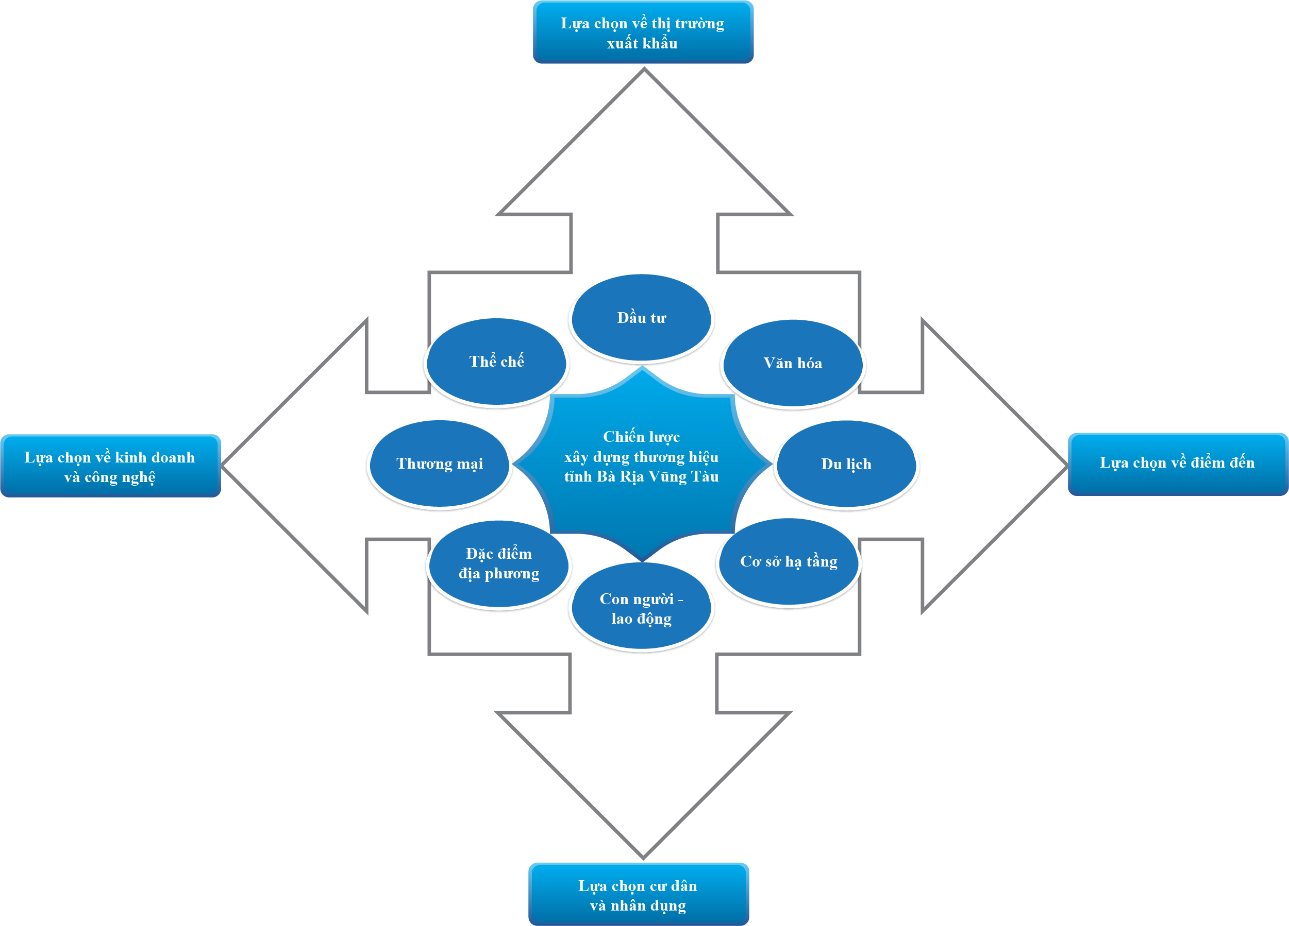 Lựa chọn về thị trường
xuất khẩu
Dầu tư
Thể chế
Văn hóa
Chiến lược
xây dựng thương hiệu
tỉnh Bà Rịa Vũng Tàu
Lựa chọn về kinh doanh
và công nghệ
Thương mại
Du lịch
Lựa chọn về điểm đến
Đặc điểm
địa phương
Cơ sở hạ tầng
Con người -
lao động
Lựa chọn cư dân
và nhân dụng